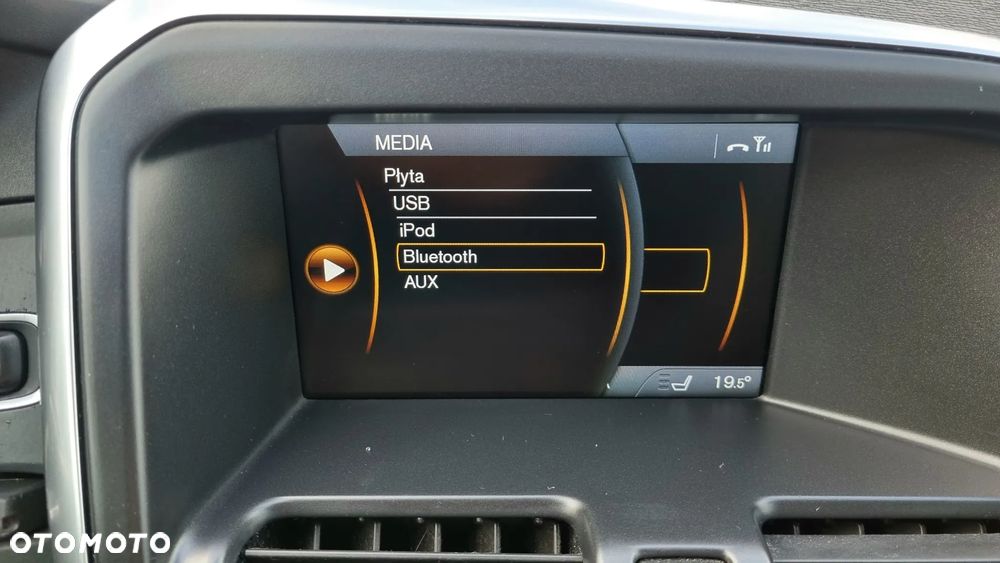 MEDIA
Płyta
USB
iPod
Bluetooth
AUX
19.5°
OTOMOTO